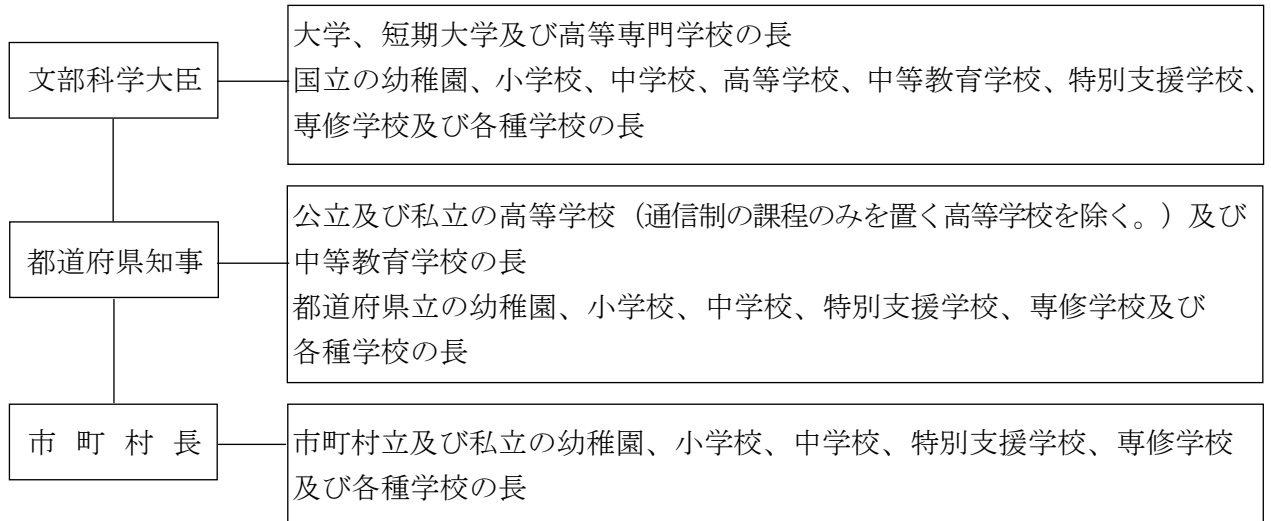 文部科学大臣
大学、短期大学及び高等専門学校の長
国立の幼稚園、小学校、中学校、高等学校、中等教育学校、特別支援学校、
専修学校及び各種学校の長
都道府県知事
公立及び私立の高等学校（通信制の課程のみを置く高等学校を除く。）及び
中等教育学校の長
都道府県立の幼稚園、小学校、中学校、特別支援学校、専修学校及び
各種学校の長
市 町 村 長
市町村立及び私立の幼稚園、小学校、中学校、特別支援学校、専修学校
及び各種学校の長